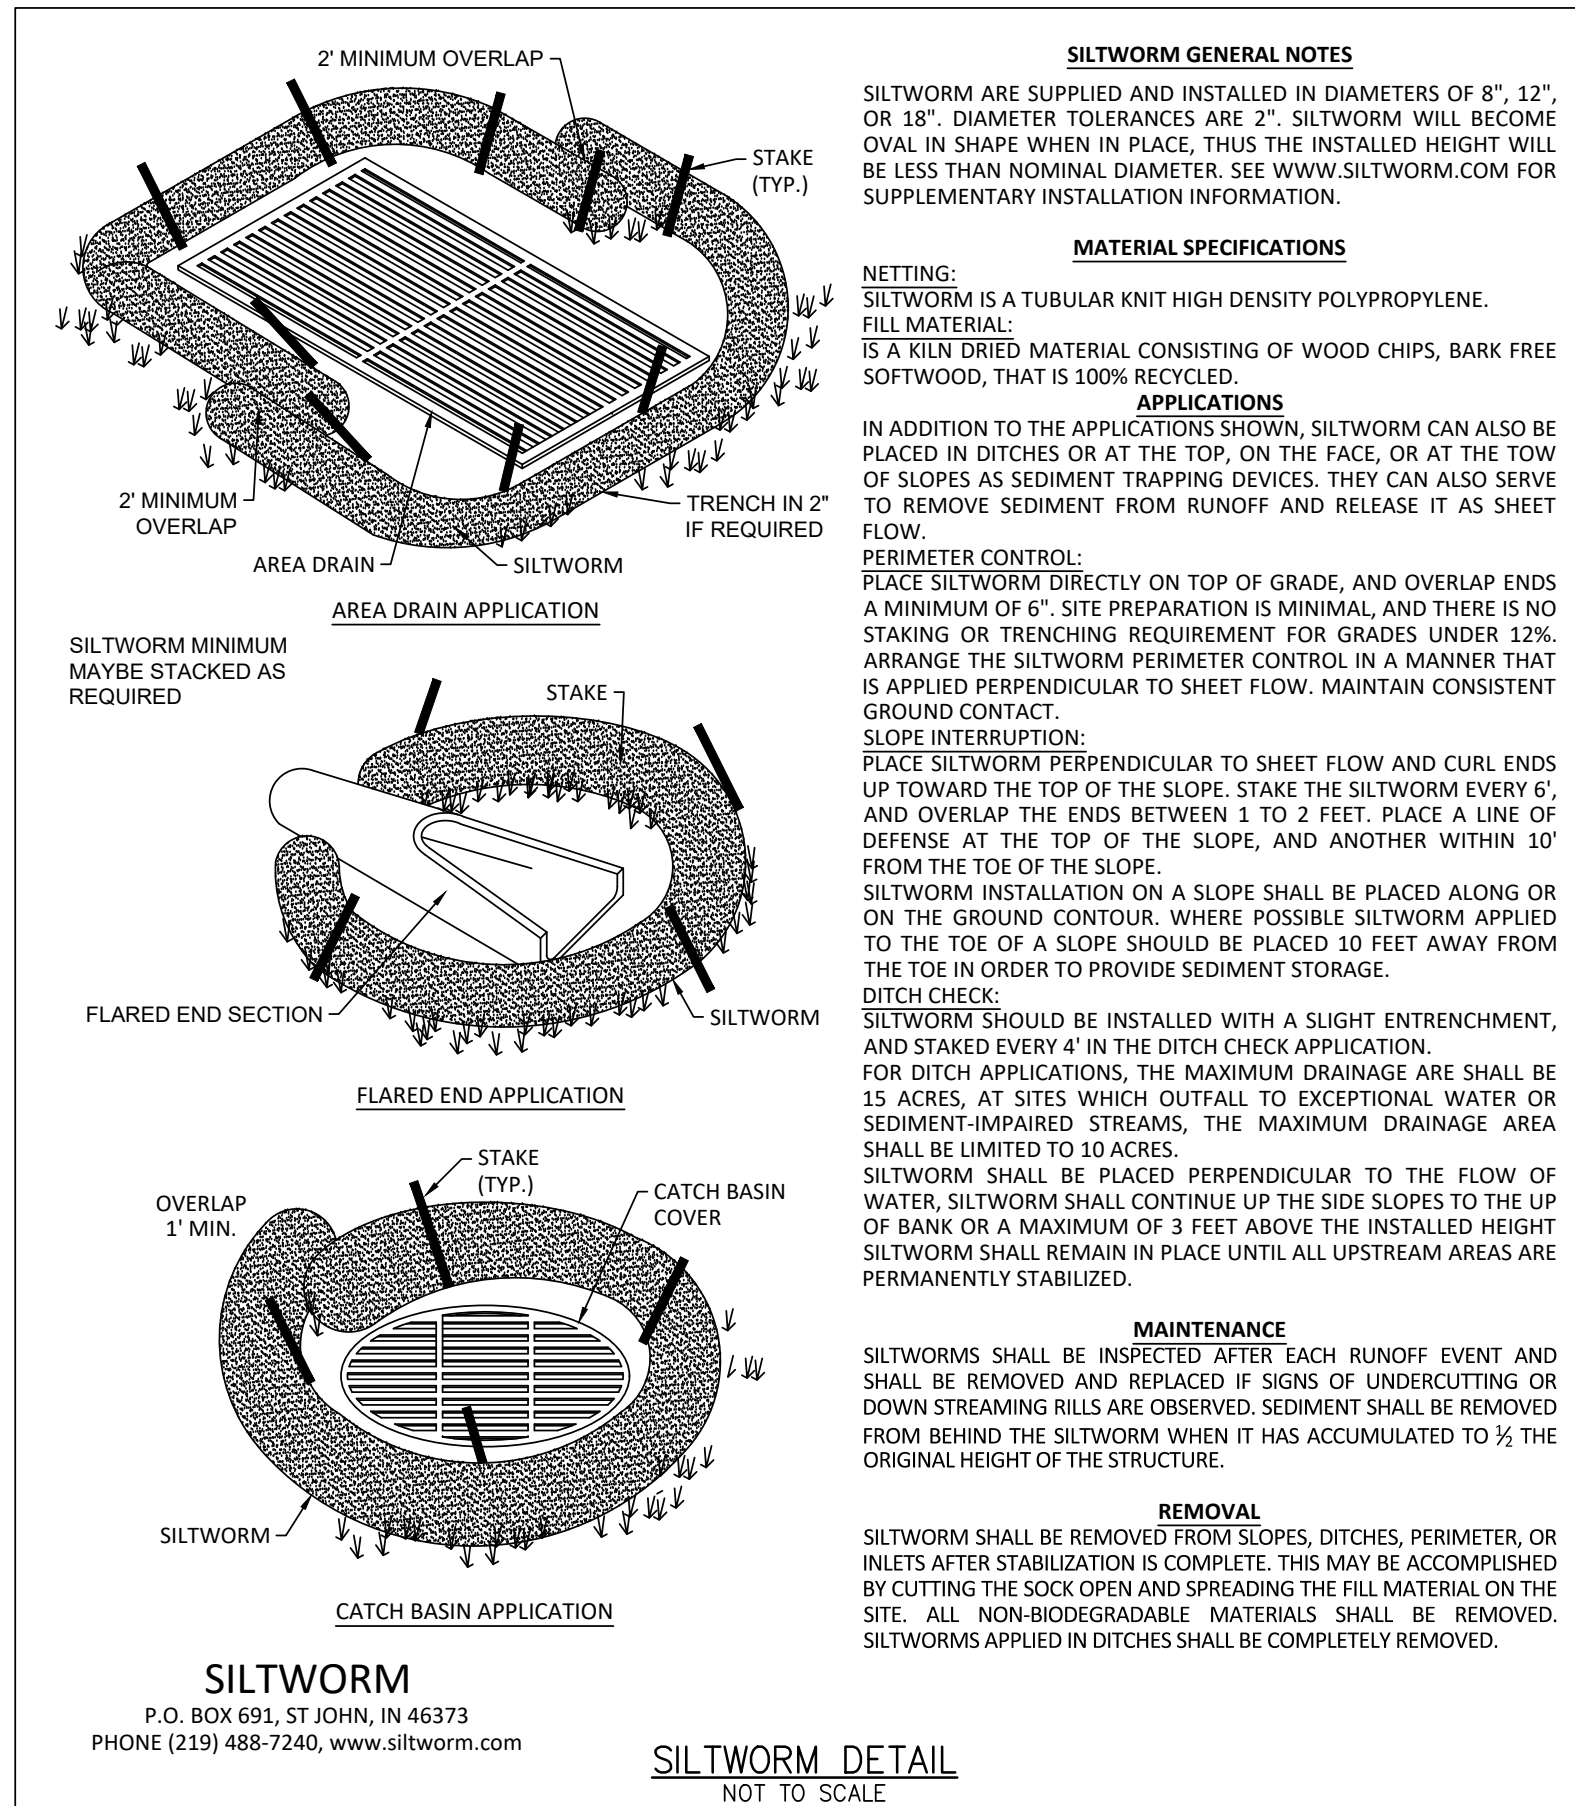 2' MINIMUM OVERLAP
STAKE
(TYP.)
2' MINIMUM
OVERLAP
TRENCH IN 2"
IF REQUIRED
AREA DRAIN
SILTWORM
AREA DRAIN APPLICATION
SILTWORM MINIMUM
MAYBE STACKED AS
REQUIRED
STAKE
FLARED END SECTION
SILTWORM
FLARED END APPLICATION
STAKE
(TYP.)
OVERLAP
1' MIN.
CATCH BASIN
COVER
SILTWORM
CATCH BASIN APPLICATION
SILTWORM
P.O. BOX 691, ST JOHN, IN 46373
PHONE (219) 488-7240, www.siltworm.com
SILTWORM GENERAL NOTES
SILTWORM ARE SUPPLIED AND INSTALLED IN DIAMETERS OF 8", 12",
OR 18". DIAMETER TOLERANCES ARE 2". SILTWORM WILL BECOME
OVAL IN SHAPE WHEN IN PLACE, THUS THE INSTALLED HEIGHT WILL
BE LESS THAN NOMINAL DIAMETER. SEE WWW.SILTWORM.COM FOR
SUPPLEMENTARY INSTALLATION INFORMATION.
MATERIAL SPECIFICATIONS
NETTING:
SILTWORM IS A TUBULAR KNIT HIGH DENSITY POLYPROPYLENE.
FILL MATERIAL:
IS A KILN DRIED MATERIAL CONSISTING OF WOOD CHIPS, BARK FREE
SOFTWOOD, THAT IS 100% RECYCLED.
APPLICATIONS
IN ADDITION TO THE APPLICATIONS SHOWN, SILTWORM CAN ALSO BE
PLACED IN DITCHES OR AT THE TOP, ON THE FACE, OR AT THE TOW
OF SLOPES AS SEDIMENT TRAPPING DEVICES. THEY CAN ALSO SERVE
TO REMOVE SEDIMENT FROM RUNOFF AND RELEASE IT AS SHEET
FLOW.
PERIMETER CONTROL:
PLACE SILTWORM DIRECTLY ON TOP OF GRADE, AND OVERLAP ENDS
A MINIMUM OF 6". SITE PREPARATION IS MINIMAL, AND THERE IS NO
STAKING OR TRENCHING REQUIREMENT FOR GRADES UNDER 12%.
ARRANGE THE SILTWORM PERIMETER CONTROL IN A MANNER THAT
IS APPLIED PERPENDICULAR TO SHEET FLOW. MAINTAIN CONSISTENT
GROUND CONTACT.
SLOPE INTERRUPTION:
PLACE SILTWORM PERPENDICULAR TO SHEET FLOW AND CURL ENDS
UP TOWARD THE TOP OF THE SLOPE. STAKE THE SILTWORM EVERY 6',
AND OVERLAP THE ENDS BETWEEN 1 TO 2 FEET. PLACE A LINE OF
DEFENSE AT THE TOP OF THE SLOPE, AND ANOTHER WITHIN 10'
FROM THE TOE OF THE SLOPE.
SILTWORM INSTALLATION ON A SLOPE SHALL BE PLACED ALONG OR
ON THE GROUND CONTOUR. WHERE POSSIBLE SILTWORM APPLIED
TO THE TOE OF A SLOPE SHOULD BE PLACED 10 FEET AWAY FROM
THE TOE IN ORDER TO PROVIDE SEDIMENT STORAGE.
DITCH CHECK:
SILTWORM SHOULD BE INSTALLED WITH A SLIGHT ENTRENCHMENT,
AND STAKED EVERY 4' IN THE DITCH CHECK APPLICATION.
FOR DITCH APPLICATIONS, THE MAXIMUM DRAINAGE ARE SHALL BE
15 ACRES, AT SITES WHICH OUTFALL TO EXCEPTIONAL WATER OR
SEDIMENT-IMPAIRED STREAMS, THE MAXIMUM DRAINAGE AREA
SHALL BE LIMITED TO 10 ACRES.
SILTWORM SHALL BE PLACED PERPENDICULAR TO THE FLOW OF
WATER, SILTWORM SHALL CONTINUE UP THE SIDE SLOPES TO THE UP
OF BANK OR A MAXIMUM OF 3 FEET ABOVE THE INSTALLED HEIGHT
SILTWORM SHALL REMAIN IN PLACE UNTIL ALL UPSTREAM AREAS ARE
PERMANENTLY STABILIZED.
MAINTENANCE
SILTWORMS SHALL BE INSPECTED AFTER EACH RUNOFF EVENT AND
SHALL BE REMOVED AND REPLACED IF SIGNS OF UNDERCUTTING OR
DOWN STREAMING RILLS ARE OBSERVED. SEDIMENT SHALL BE REMOVED
FROM BEHIND THE SILTWORM WHEN IT HAS ACCUMULATED TO ½ THE
ORIGINAL HEIGHT OF THE STRUCTURE.
REMOVAL
SILTWORM SHALL BE REMOVED FROM SLOPES, DITCHES, PERIMETER, OR
INLETS AFTER STABILIZATION IS COMPLETE. THIS MAY BE ACCOMPLISHED
BY CUTTING THE SOCK OPEN AND SPREADING THE FILL MATERIAL ON THE
SITE. ALL NON-BIODEGRADABLE MATERIALS SHALL BE REMOVED.
SILTWORMS APPLIED IN DITCHES SHALL BE COMPLETELY REMOVED.
SILTWORM DETAIL
NOT TO SCALE